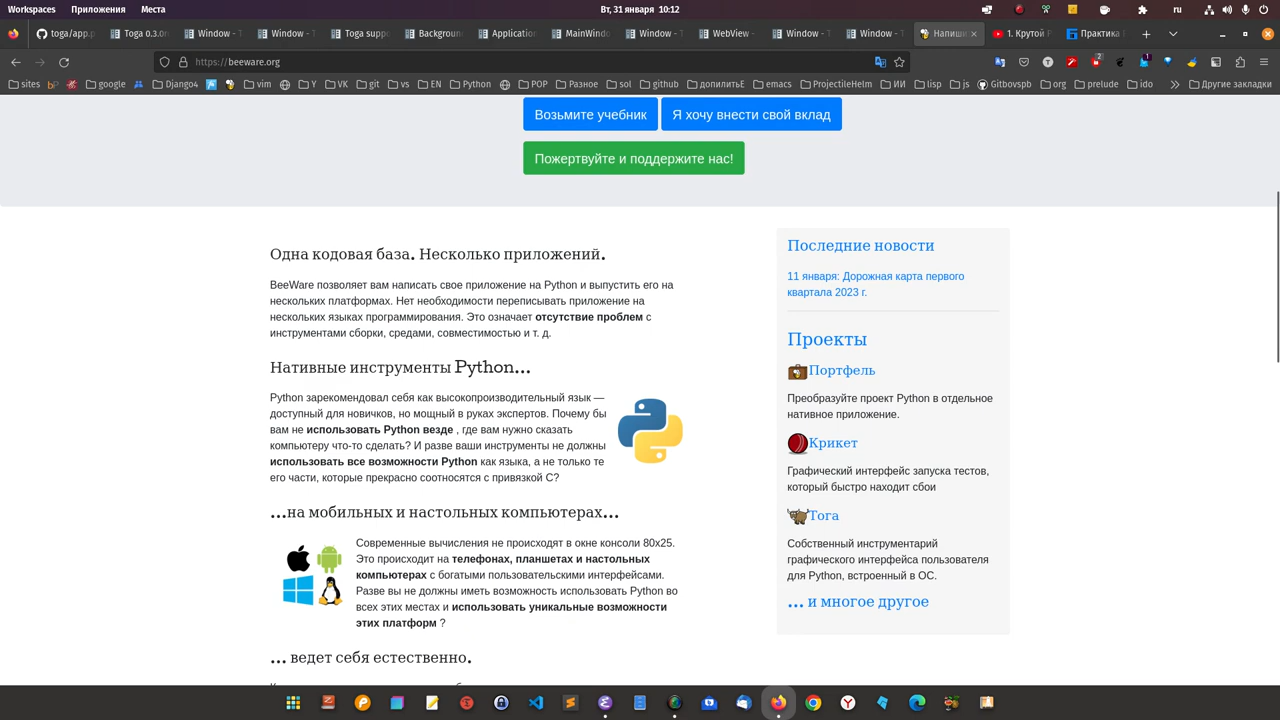 Workspaces Приложения Места Вт, 31 января 10:12 ru
toga/app.p Toga 0.3.0 Window - T Window - T Toga supp Background Application MainWindo Window - T WebView - Window - T Window - T Напиши 1. Крутой Р Практика
https://beeware.org
sites google Django4 vim Y VK git vs EN Python POP Разное sol github допилитьЕ emacs ProjectileHelm ИИ lisp js Gitbovspb org prelude ido Другие закладки
Возьмите учебник Я хочу внести свой вклад
Пожертвуйте и поддержите нас!
Одна кодовая база. Несколько приложений.
BeeWare позволяет вам написать свое приложение на Python и выпустить его на
нескольких платформах. Нет необходимости переписывать приложение на
нескольких языках программирования. Это означает отсутствие проблем с
инструментами сборки, средами, совместимостью и т. д.
Нативные инструменты Python...
Python зарекомендовал себя как высокопроизводительный язык —
доступный для новичков, но мощный в руках экспертов. Почему бы
вам не использовать Python везде , где вам нужно сказать
компьютеру что-то сделать? И разве ваши инструменты не должны
использовать все возможности Python как языка, а не только те
его части, которые прекрасно соотносятся с привязкой C?
...на мобильных и настольных компьютерах...
Современные вычисления не происходят в окне консоли 80x25.
Это происходит на телефонах, планшетах и настольных
компьютерах с богатыми пользовательскими интерфейсами.
Разве вы не должны иметь возможность использовать Python во
всех этих местах и использовать уникальные возможности
этих платформ ?
... ведет себя естественно.
Последние новости
11 января: Дорожная карта первого
квартала 2023 г.
Проекты
Портфель
Преобразуйте проект Python в отдельное
нативное приложение.
Крикет
Графический интерфейс запуска тестов,
который быстро находит сбои
Тога
Собственный инструментарий
графического интерфейса пользователя
для Python, встроенный в ОС.
... и многое другое